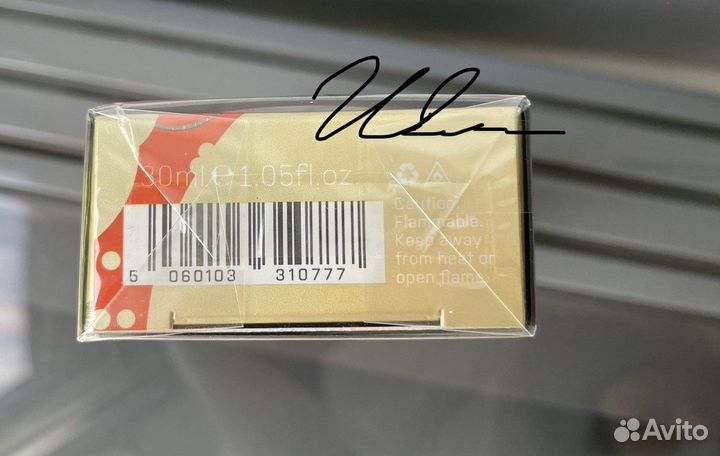 30ml e 1.05fl.oz
Caution:
Flammable.
Keep away
from heat or
open flame.
5 060103 310777
Avito